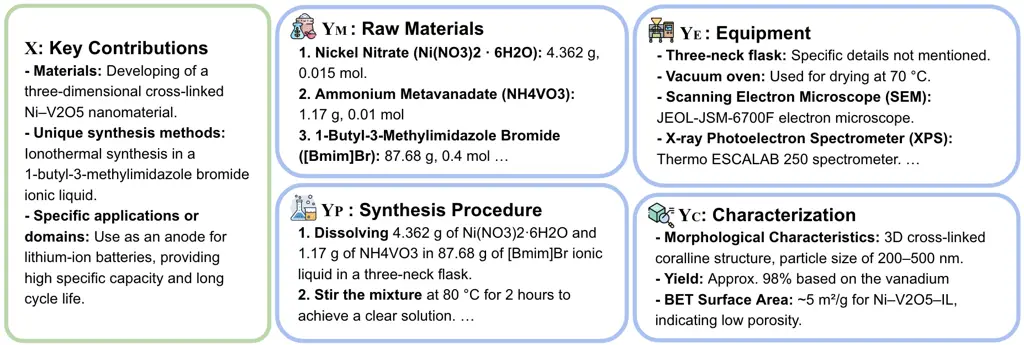 X: Key Contributions
- Materials: Developing of a
three-dimensional cross-linked
Ni–V2O5 nanomaterial.
- Unique synthesis methods:
Ionothermal synthesis in a
1-butyl-3-methylimidazole bromide
ionic liquid.
- Specific applications or
domains: Use as an anode for
lithium-ion batteries, providing
high specific capacity and long
cycle life.
YM : Raw Materials
1. Nickel Nitrate (Ni(NO3)2 · 6H2O): 4.362 g,
0.015 mol.
2. Ammonium Metavanadate (NH4VO3):
1.17 g, 0.01 mol
3. 1-Butyl-3-Methylimidazole Bromide
([Bmim]Br): 87.68 g, 0.4 mol …
YP : Synthesis Procedure
1. Dissolving 4.362 g of Ni(NO3)2·6H2O and
1.17 g of NH4VO3 in 87.68 g of [Bmim]Br ionic
liquid in a three-neck flask.
2. Stir the mixture at 80 °C for 2 hours to
achieve a clear solution. …
YE : Equipment
- Three-neck flask: Specific details not mentioned.
- Vacuum oven: Used for drying at 70 °C.
- Scanning Electron Microscope (SEM):
JEOL-JSM-6700F electron microscope.
- X-ray Photoelectron Spectrometer (XPS):
Thermo ESCALAB 250 spectrometer. …
YC: Characterization
- Morphological Characteristics: 3D cross-linked
coralline structure, particle size of 200–500 nm.
- Yield: Approx. 98% based on the vanadium
- BET Surface Area: ~5 m²/g for Ni–V2O5–IL,
indicating low porosity.